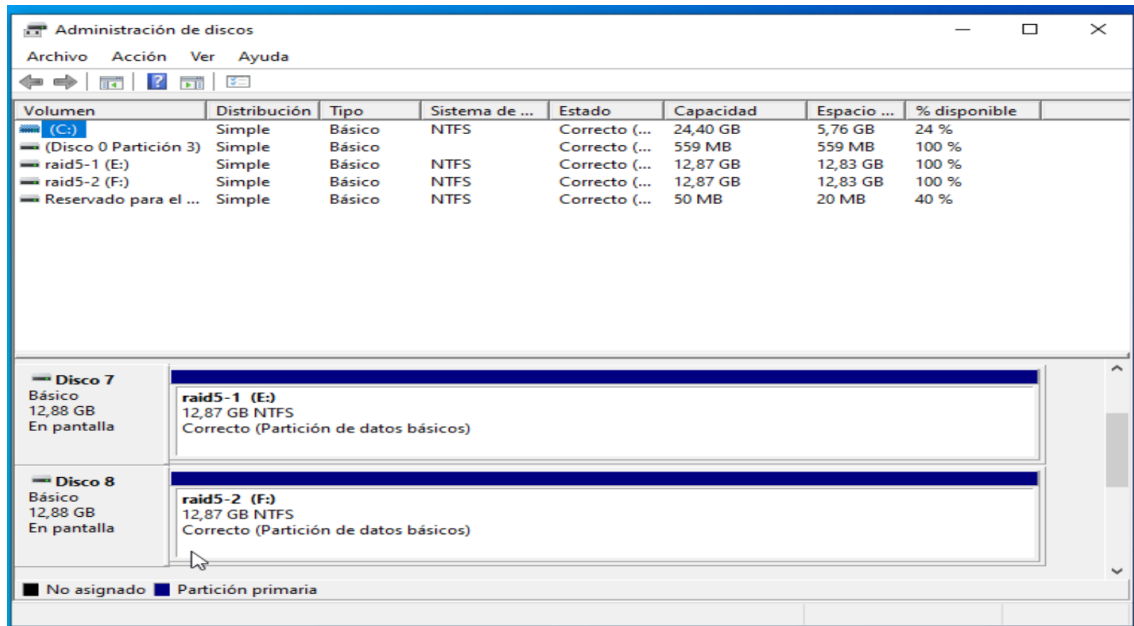 Administración de discos
Archivo Acción Ver Ayuda
Volumen Distribución Tipo Sistema de ... Estado Capacidad Espacio ... % disponible
(C:) Simple Básico NTFS Correcto (... 24,40 GB 5,76 GB 24 %
(Disco 0 Partición 3) Simple Básico Correcto (... 559 MB 559 MB 100 %
raid5-1 (E:) Simple Básico NTFS Correcto (... 12,87 GB 12,83 GB 100 %
raid5-2 (F:) Simple Básico NTFS Correcto (... 12,87 GB 12,83 GB 100 %
Reservado para el ... Simple Básico NTFS Correcto (... 50 MB 20 MB 40 %
Disco 7
Básico
12,88 GB
En pantalla
raid5-1 (E:)
12,87 GB NTFS
Correcto (Partición de datos básicos)
Disco 8
Básico
12,88 GB
En pantalla
raid5-2 (F:)
12,87 GB NTFS
Correcto (Partición de datos básicos)
No asignado Partición primaria